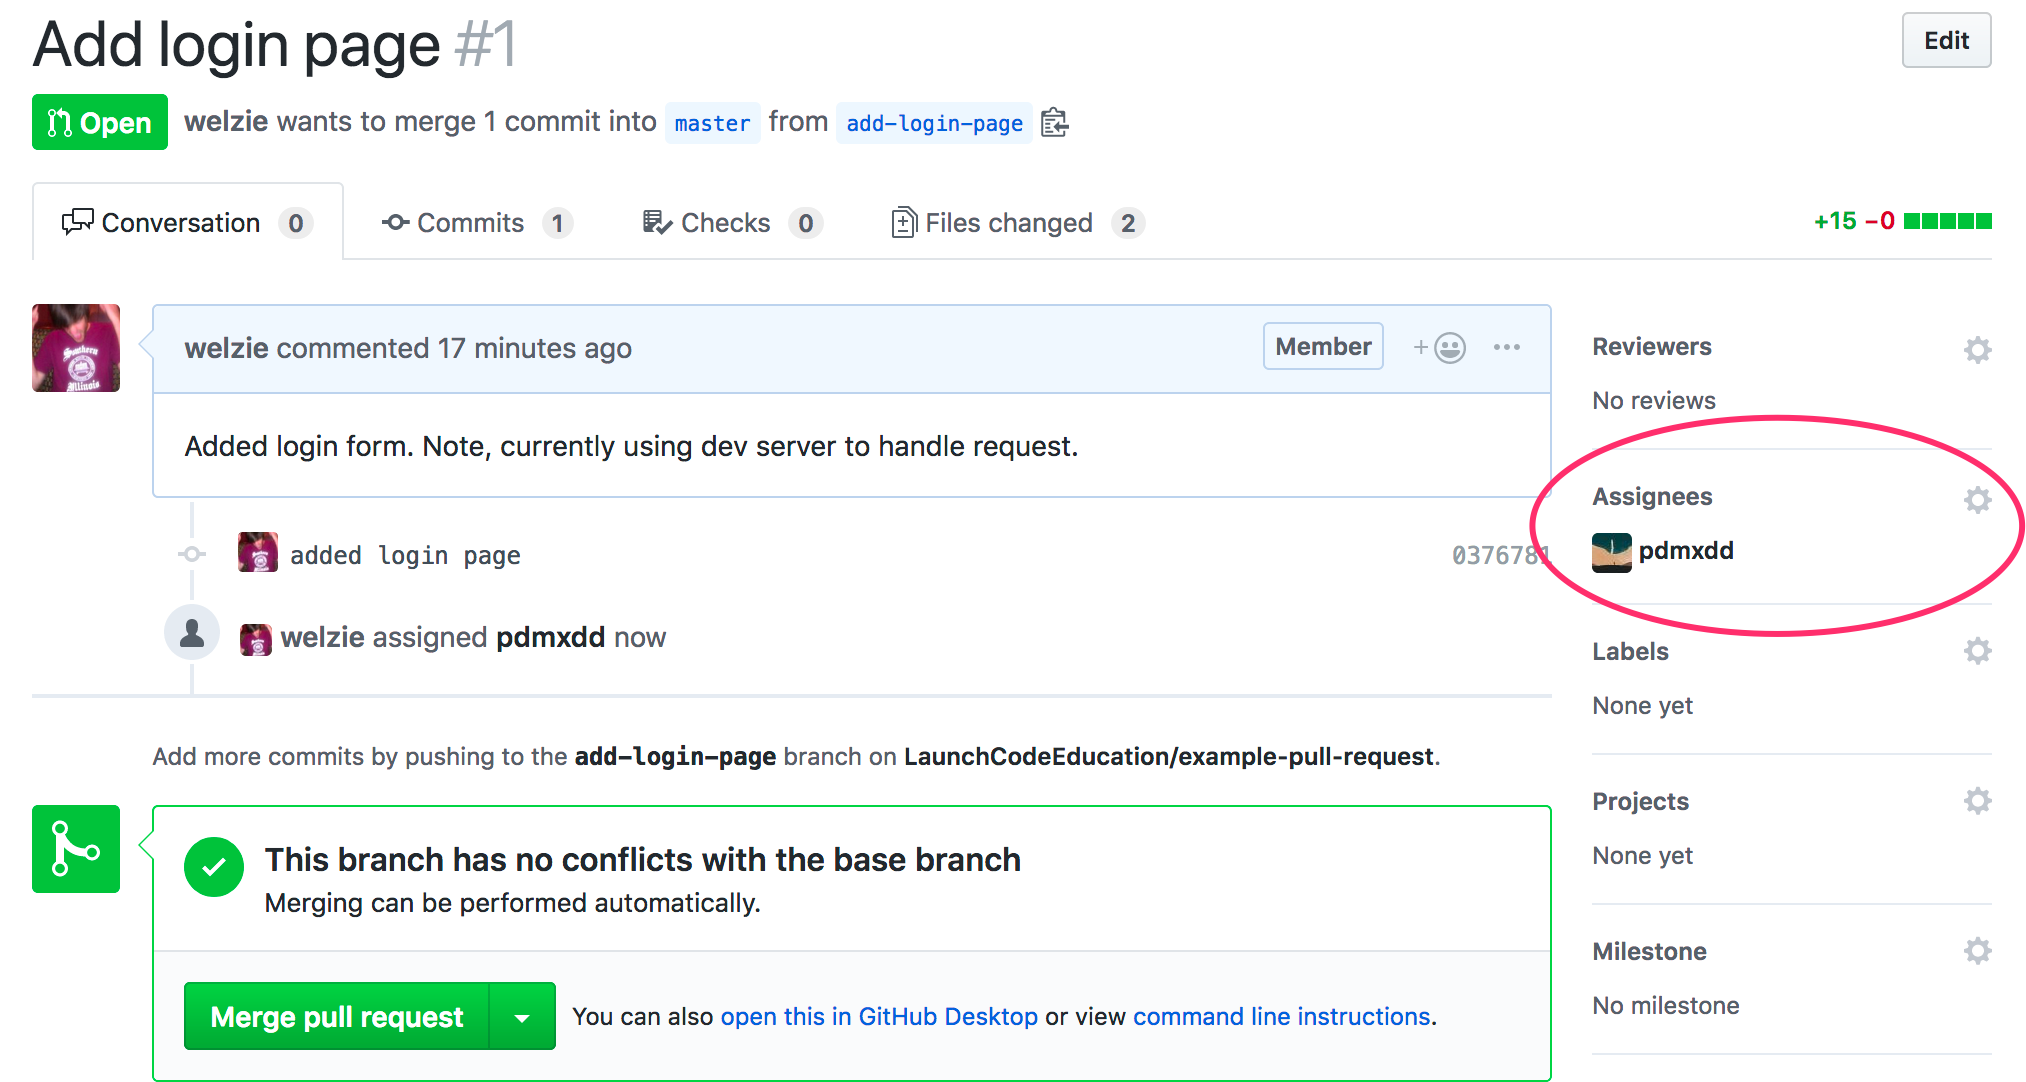 Add login page #1
Edit
Open
welzie wants to merge 1 commit into master from add-login-page
Conversation 0
Commits 1
Checks 0
Files changed 2
+15 −0
welzie commented 17 minutes ago
Member
Added login form. Note, currently using dev server to handle request.
added login page
0376781
welzie assigned pdmxdd now
Add more commits by pushing to the add-login-page branch on LaunchCodeEducation/example-pull-request.
This branch has no conflicts with the base branch
Merging can be performed automatically.
Merge pull request
You can also open this in GitHub Desktop or view command line instructions.
Reviewers
No reviews
Assignees
pdmxdd
Labels
None yet
Projects
None yet
Milestone
No milestone
Southern
Illinois